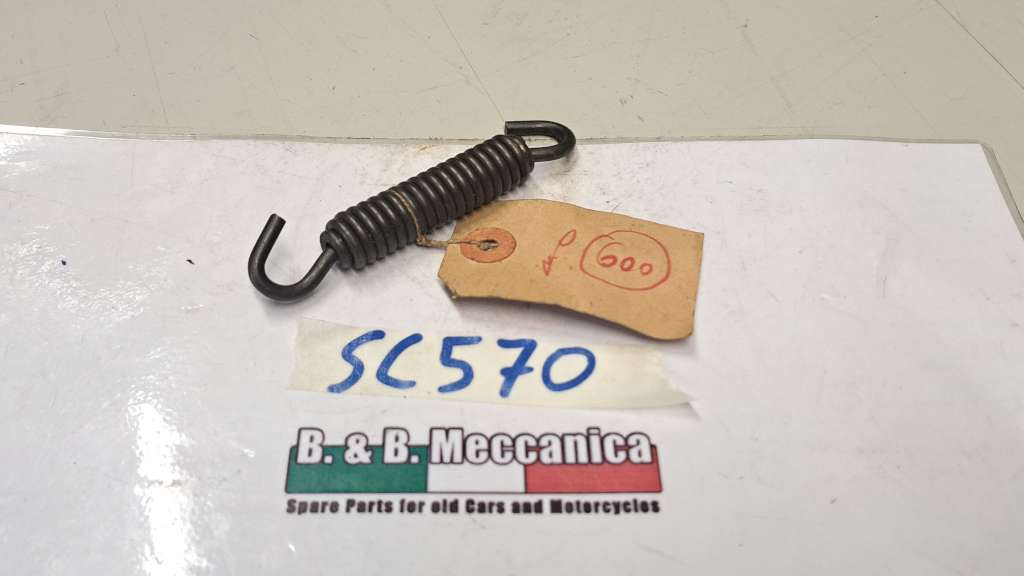 £ 600
SC570
B. & B. Meccanica
Spare Parts for old Cars and Motorcycles